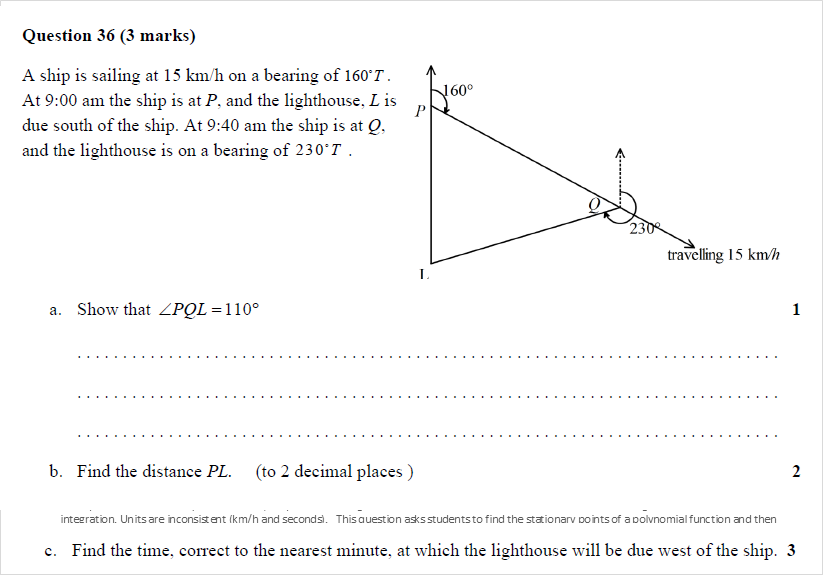 Question 36 (3 marks)
A ship is sailing at 15 km/h on a bearing of 160°T.
At 9:00 am the ship is at P, and the lighthouse, L is
due south of the ship. At 9:40 am the ship is at Q,
and the lighthouse is on a bearing of 230°T .
160°
P
Q
230°
travelling 15 km/h
L
a. Show that ∠PQL = 110° 1
b. Find the distance PL. (to 2 decimal places ) 2
integration. Units are inconsistent (km/h and seconds). This question asks students to find the stationary points of a polynomial function and then
c. Find the time, correct to the nearest minute, at which the lighthouse will be due west of the ship. 3